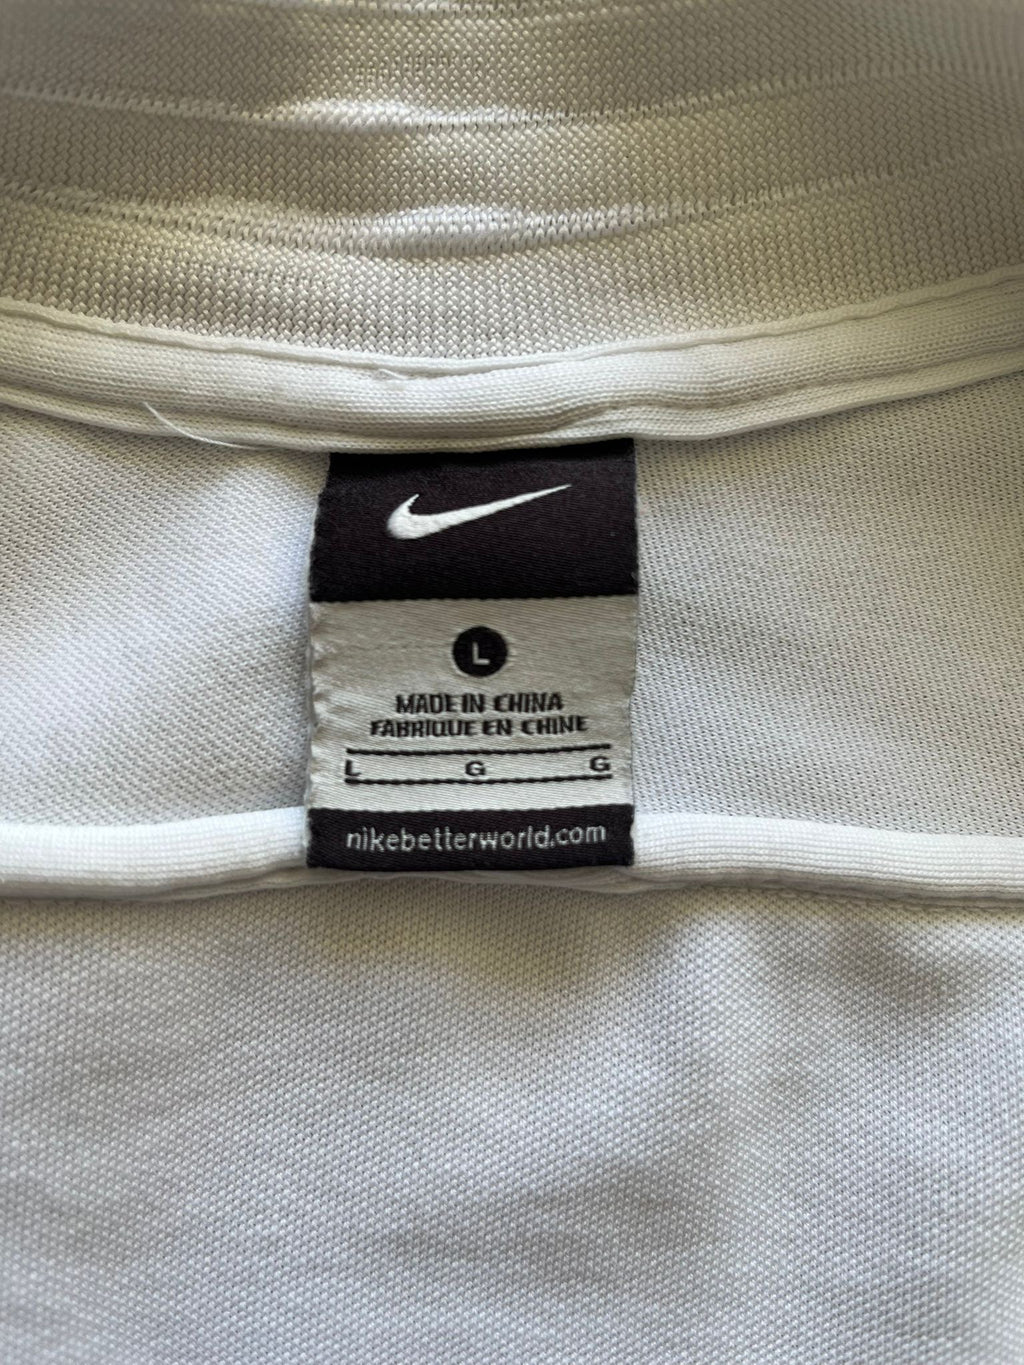 L
MADE IN CHINA
FABRIQUE EN CHINE
L G G
nikebetterworld.com